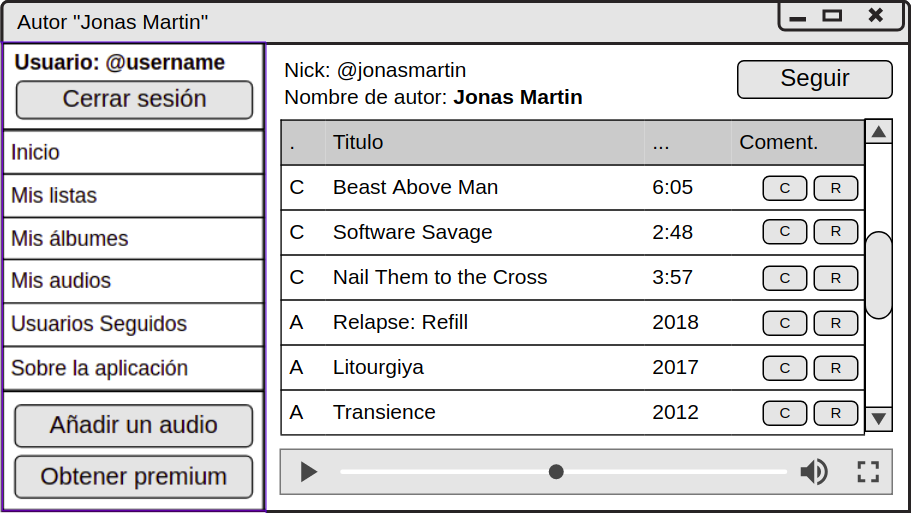 Autor "Jonas Martin"
Usuario: @username
Cerrar sesión
Inicio
Mis listas
Mis álbumes
Mis audios
Usuarios Seguidos
Sobre la aplicación
Añadir un audio
Obtener premium
Nick: @jonasmartin
Nombre de autor: Jonas Martin
Seguir
. Titulo ... Coment.
C Beast Above Man 6:05 C R
C Software Savage 2:48 C R
C Nail Them to the Cross 3:57 C R
A Relapse: Refill 2018 C R
A Litourgiya 2017 C R
A Transience 2012 C R